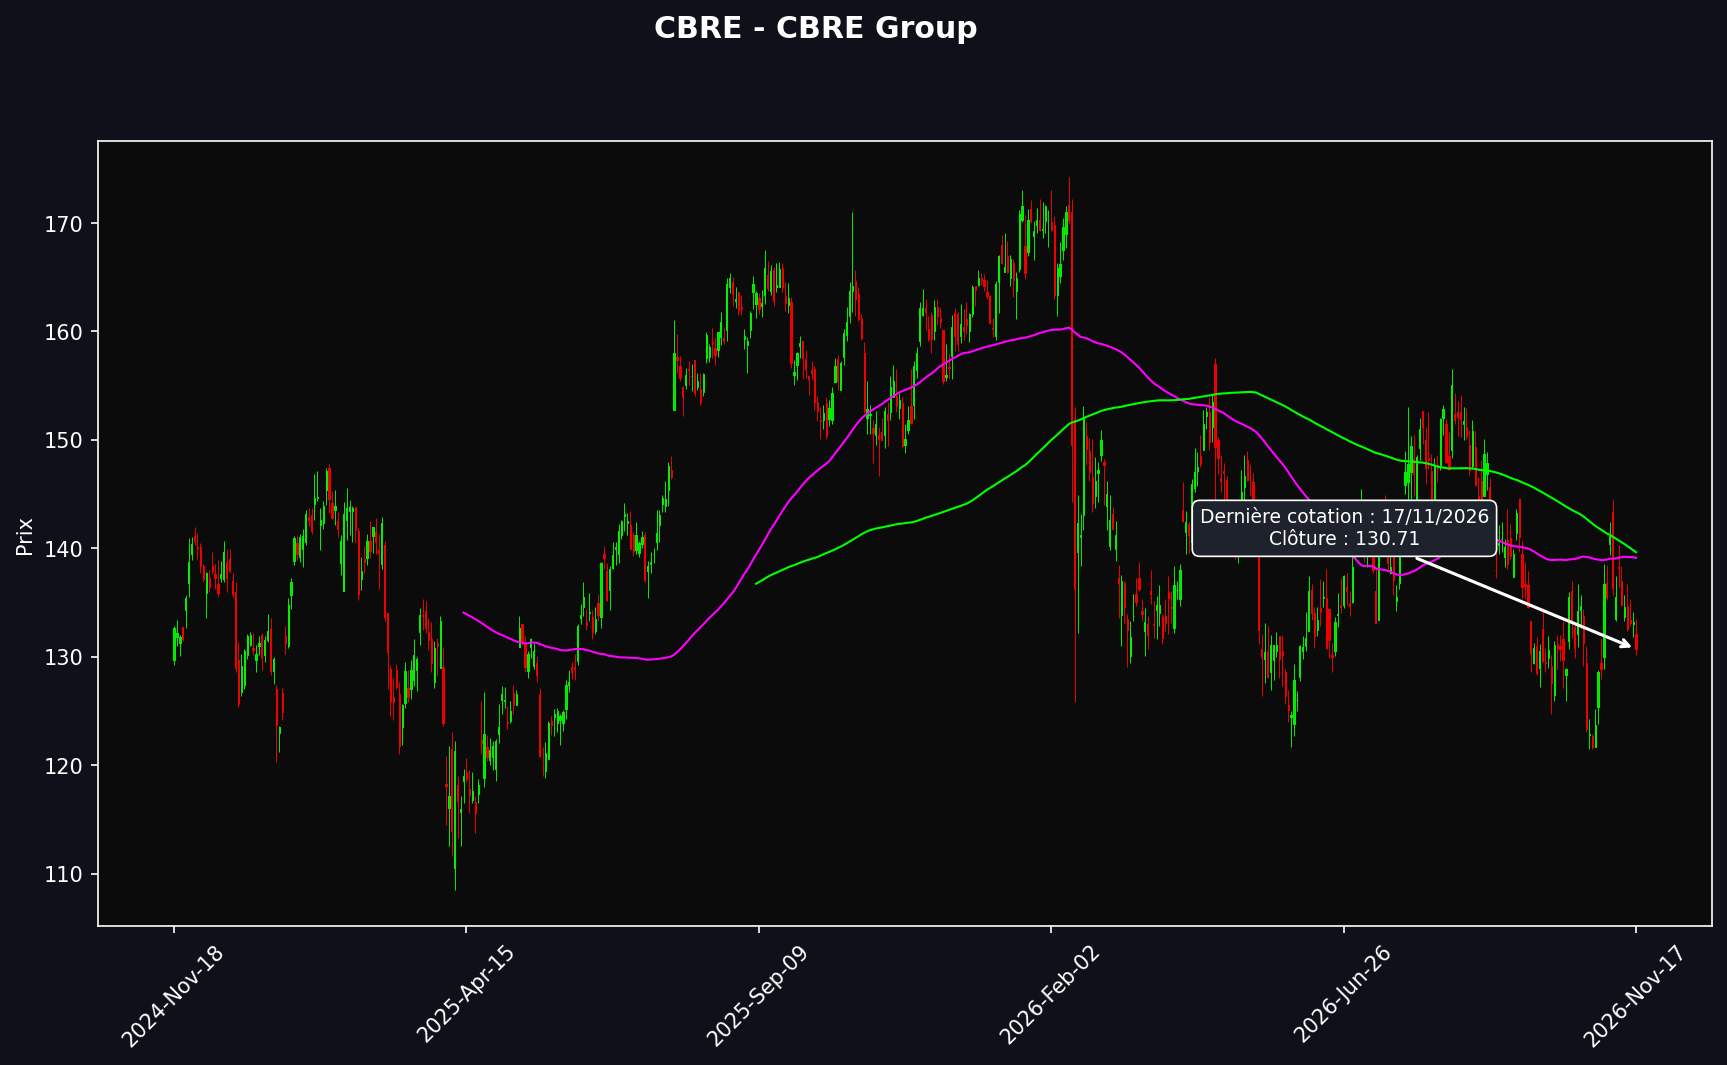 CBRE - CBRE Group
Prix
170
160
150
140
130
120
110
Dernière cotation : 17/11/2026
Clôture : 130.71
2024-Nov-18
2025-Apr-15
2025-Sep-09
2026-Feb-02
2026-Jun-26
2026-Nov-17